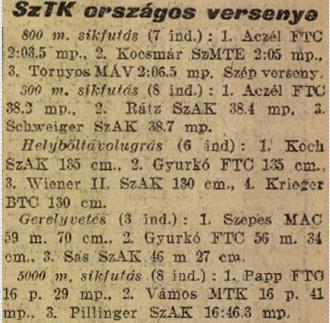 SzTK országos versenye
800 m. síkfutás (7 ind.) : 1. Aczél FTC
2:03.5 mp., 2. Kocsmár SzMTE 2:05 mp.,
3. Tornyos MÁV 2:06.5 mp. Szép verseny.
300 m. síkfutás (8 ind.) : 1. Aczél FTC
38.2 mp., 2. Rátz SzAK 38.4 mp. 3.
Schweiger SzAK 38.7 mp.
Helybőltávolugrás (6 ind) : 1. Koch
SzAK 135 cm., 2. Gyurkó FTC 135 cm.,
3. Wiener II. SzAK 130 cm., 4. Krieger
BTC 130 cm.
Gerelyvetés (3 ind.) : 1. Szepes MAC
59 m. 70 cm., 2. Gyurkó FTC 56 m. 34
cm., 3. Sas SzAK 46 m 27 cm.
5000 m. síkfutás (8 ind.) : 1. Papp FTC
16 p. 29 mp., 2. Vámos MTK 16 p. 41
mp., 3. Pillinger SzAK 16:46.3 mp.